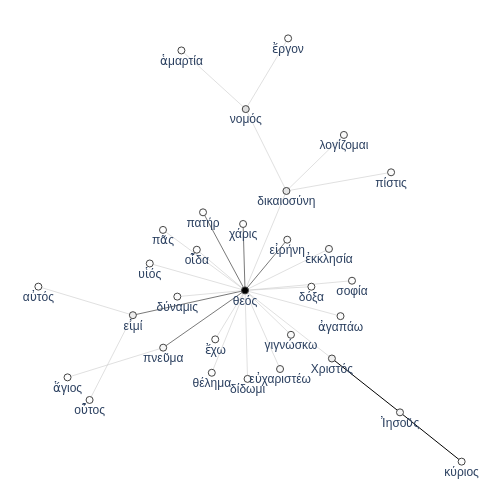 ἔργον
ἁμαρτία
νομός
λογίζομαι
πίστις
δικαιοσύνη
πατήρ
χάρις
πᾶς
εἰρήνη
οἶδα
ἐκκλησία
υἱός
αὐτός
δύναμις
θεός
δόξα
σοφία
εἰμί
ἀγαπάω
πνεῦμα
ἔχω
γιγνώσκω
Χριστός
ἅγιος
θέλημα
δίδωμι
εὐχαριστέω
οὗτος
Ἰησοῦς
κύριος